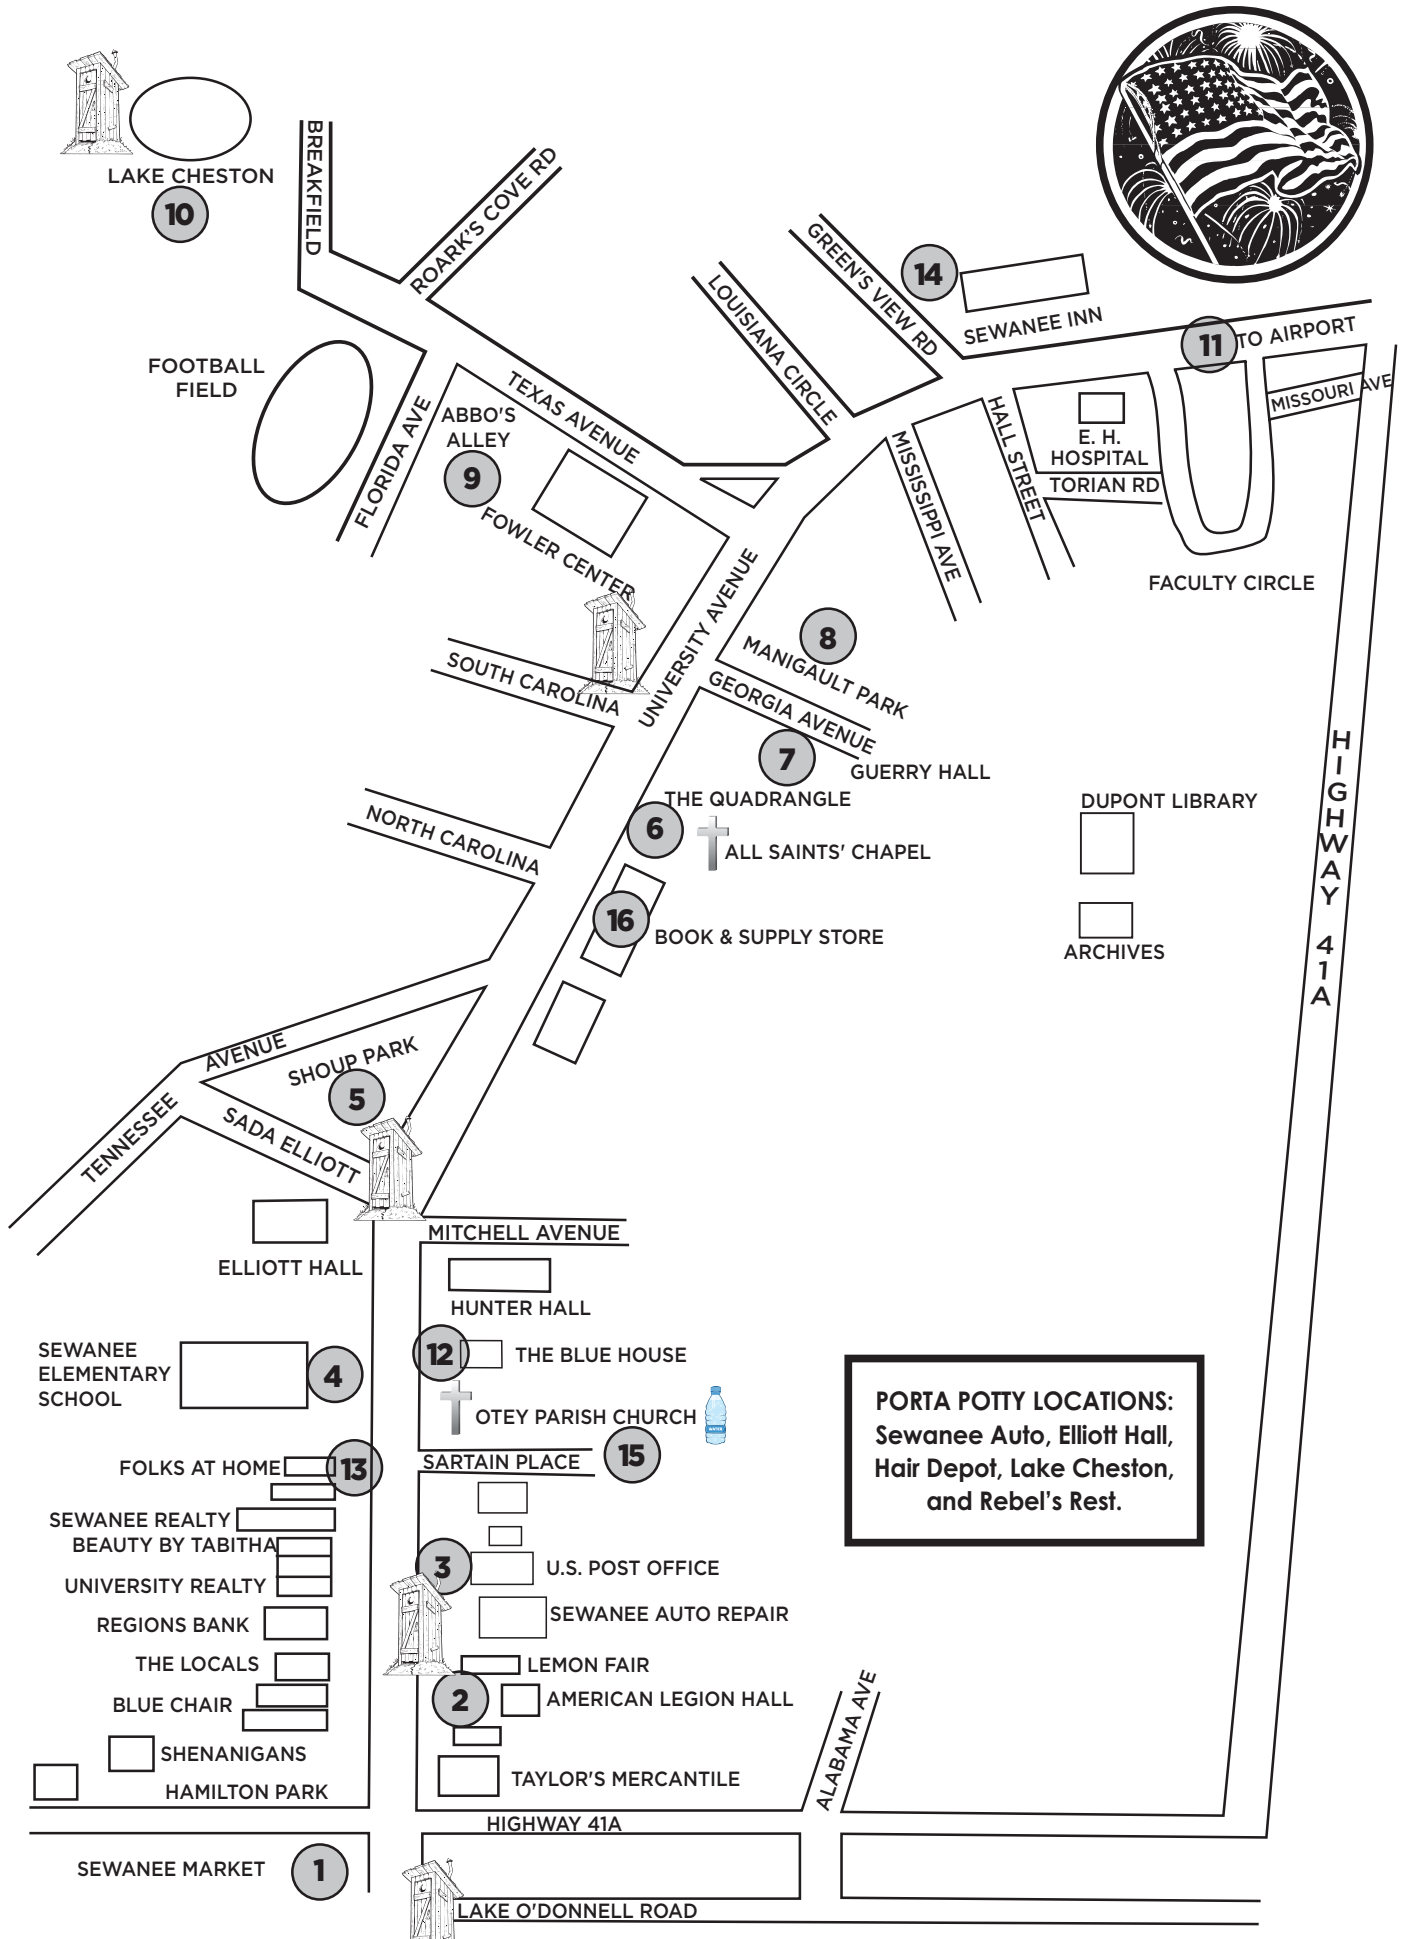 BREAKFIELD
ROARK'S COVE RD
LAKE CHESTON
10
GREEN'S VIEW RD
14
SEWANEE INN
LOUISIANA CIRCLE
11
TO AIRPORT
MISSOURI AVE
FOOTBALL
FIELD
FLORIDA AVE
TEXAS AVENUE
ABBO'S
ALLEY
9
FOWLER CENTER
HALL STREET
E. H.
HOSPITAL
TORIAN RD
MISSISSIPPI AVE
FACULTY CIRCLE
UNIVERSITY AVENUE
8
MANIGAULT PARK
SOUTH CAROLINA
GEORGIA AVENUE
7
GUERRY HALL
THE QUADRANGLE
6
ALL SAINTS' CHAPEL
NORTH CAROLINA
DUPONT LIBRARY
HIGHWAY 41A
16
BOOK & SUPPLY STORE
ARCHIVES
TENNESSEE AVENUE
SHOUP PARK
5
SADA ELLIOTT
ELLIOTT HALL
MITCHELL AVENUE
HUNTER HALL
SEWANEE
ELEMENTARY
SCHOOL
4
12
THE BLUE HOUSE
OTEY PARISH CHURCH
WATER
15
SARTAIN PLACE
PORTA POTTY LOCATIONS:
Sewanee Auto, Elliott Hall,
Hair Depot, Lake Cheston,
and Rebel's Rest.
FOLKS AT HOME
13
SEWANEE REALTY
BEAUTY BY TABITHA
UNIVERSITY REALTY
REGIONS BANK
THE LOCALS
BLUE CHAIR
SHENANIGANS
HAMILTON PARK
3
U.S. POST OFFICE
SEWANEE AUTO REPAIR
LEMON FAIR
2
AMERICAN LEGION HALL
TAYLOR'S MERCANTILE
ALABAMA AVE
HIGHWAY 41A
SEWANEE MARKET
1
LAKE O'DONNELL ROAD